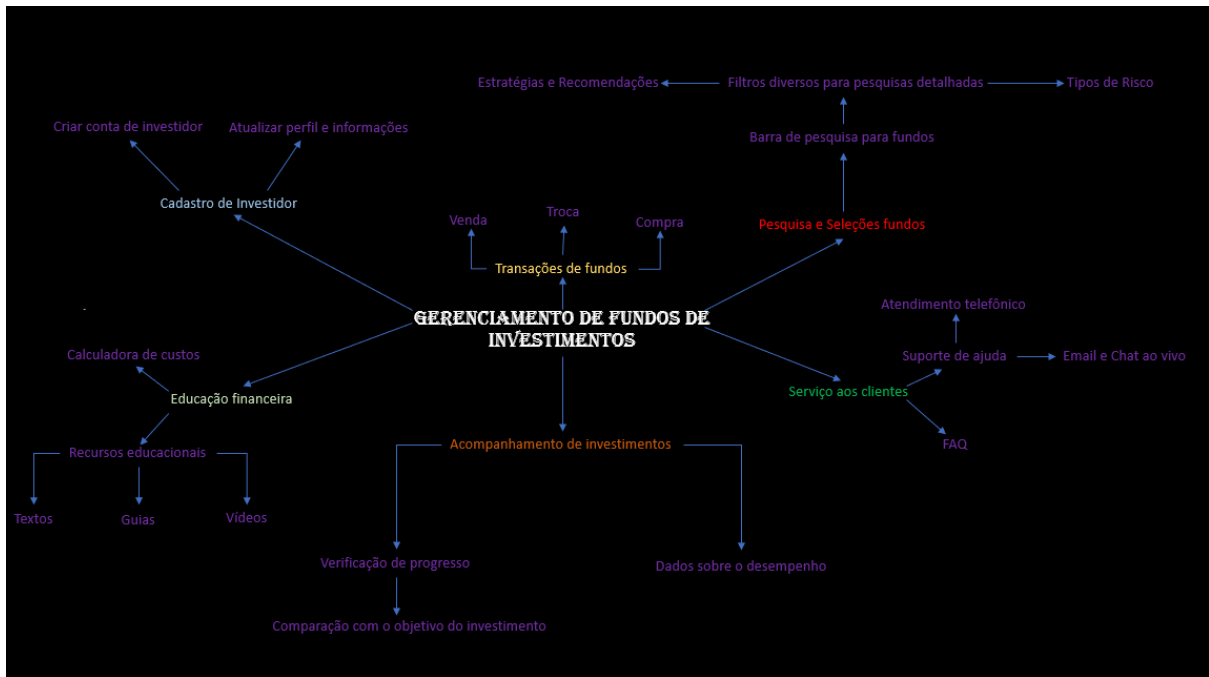 Estratégias e Recomendações
Filtros diversos para pesquisas detalhadas
Tipos de Risco
Criar conta de investidor
Atualizar perfil e informações
Barra de pesquisa para fundos
Cadastro de Investidor
Venda
Troca
Compra
Pesquisa e Seleções fundos
Transações de fundos
Atendimento telefônico
GERENCIAMENTO DE FUNDOS DE
INVESTIMENTOS
Calculadora de custos
Suporte de ajuda
Email e Chat ao vivo
Educação financeira
Serviço aos clientes
Recursos educacionais
Acompanhamento de investimentos
FAQ
Textos
Guias
Vídeos
Verificação de progresso
Dados sobre o desempenho
Comparação com o objetivo do investimento